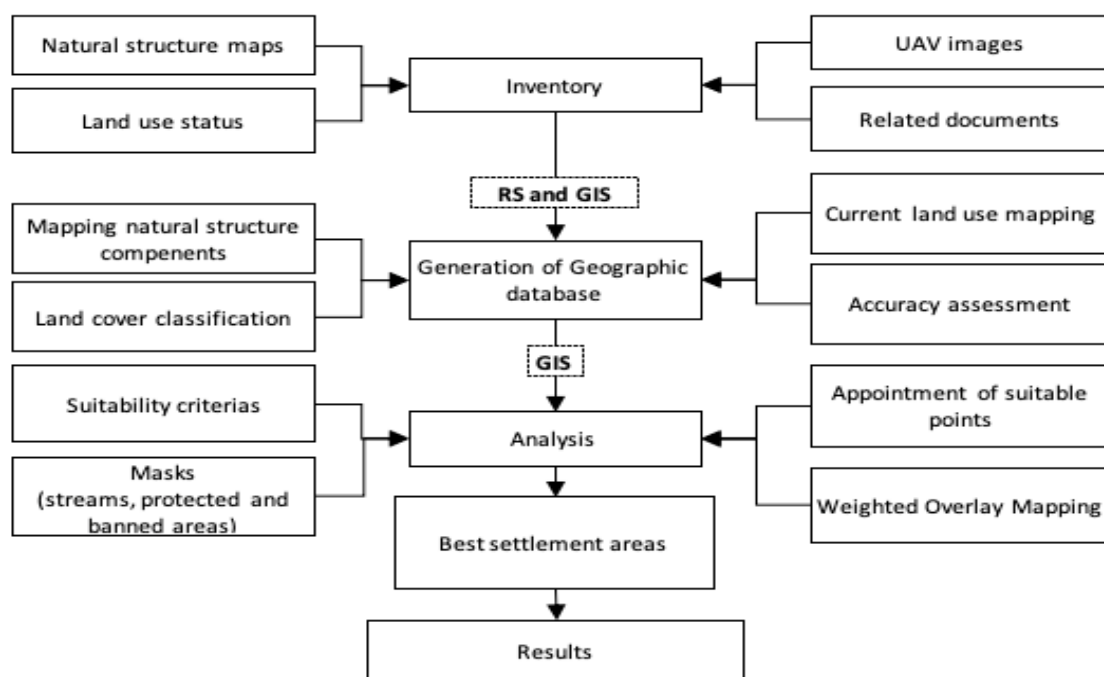 Natural structure maps
UAV images
Inventory
Land use status
Related documents
RS and GIS
Mapping natural structure
compenents
Current land use mapping
Generation of Geographic
database
Land cover classification
Accuracy assessment
GIS
Suitability criterias
Appointment of suitable
points
Analysis
Masks
(streams, protected and
banned areas)
Weighted Overlay Mapping
Best settlement areas
Results